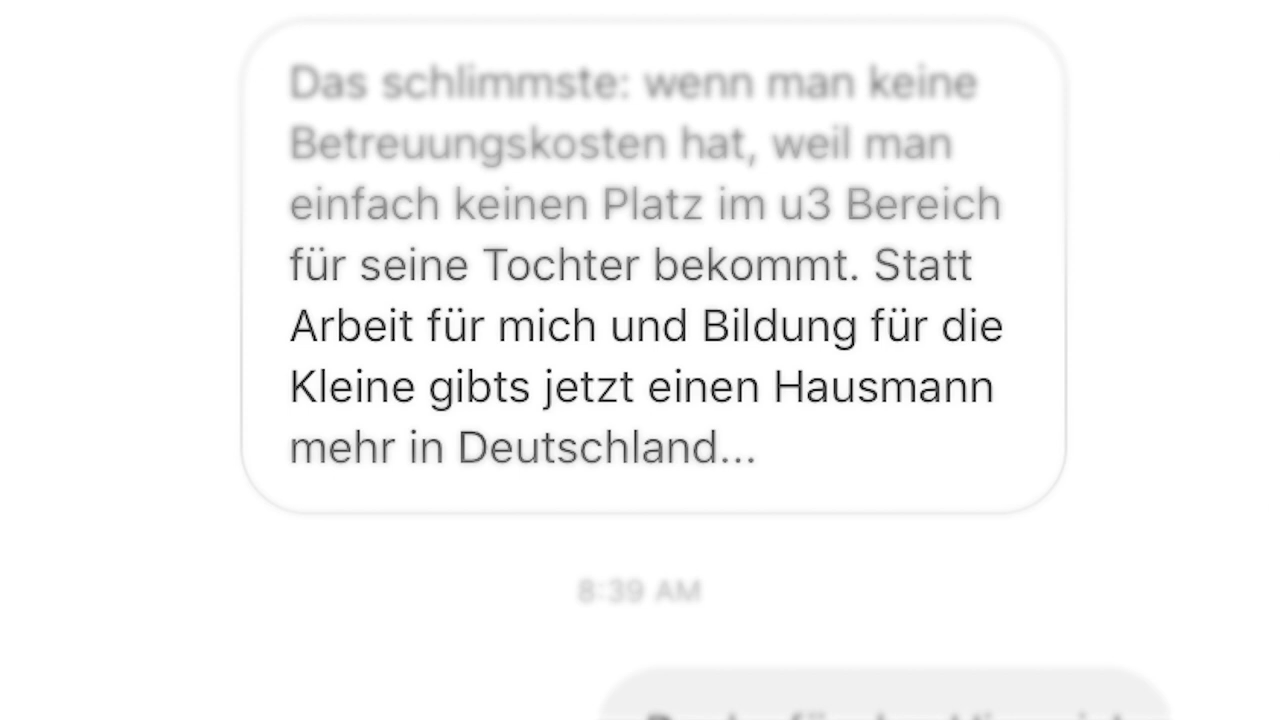 Das schlimmste: wenn man keine
Betreuungskosten hat, weil man
einfach keinen Platz im u3 Bereich
für seine Tochter bekommt. Statt
Arbeit für mich und Bildung für die
Kleine gibts jetzt einen Hausmann
mehr in Deutschland...
8:39 AM